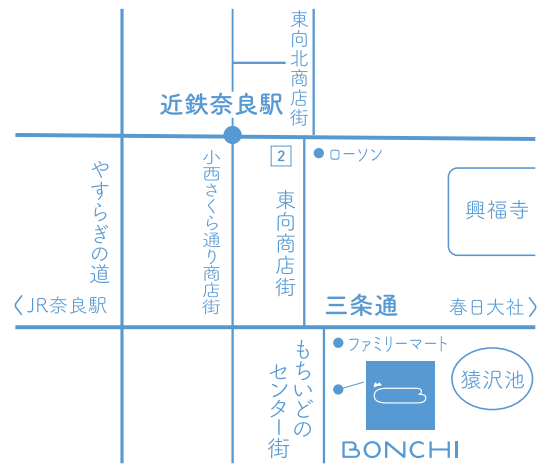 東向北商店街
近鉄奈良駅
2
ローソン
やすらぎの道
小西さくら通り商店街
東向商店街
興福寺
JR奈良駅
三条通
春日大社
ファミリーマート
もちいどの
センター街
猿沢池
BONCHI